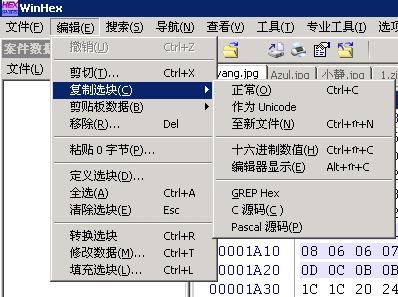 WinHex
文件(F) 编辑(E) 搜索(S) 导航(N) 查看(V) 工具(T) 专业工具(I) 选项
案件数据
文件(L)
撤销(U) Ctrl+Z
剪切(T)... Ctrl+X
复制选块(C)
剪贴板数据(B)
移除(R)... Del
粘贴 0 字节(P)...
定义选块(D)...
全选(A) Ctrl+A
清除选块(E) Esc
转换选块 Ctrl+R
修改数据(M)... Ctrl+T
填充选块(L)... Ctrl+L
yang.jpg Azul.jpg 小静.jpg 1.zi
正常(O) Ctrl+C
作为 Unicode
至新文件(N) Ctrl+⇑+N
十六进制数值(H) Ctrl+⇑+C
编辑器显示(E) Alt+⇑+C
GREP Hex
C 源码(C)
Pascal 源码(P)
00001A10 08 06 06 07
00001A20 0D 0C 0B 0B
00001A30 1C 1C 20 24